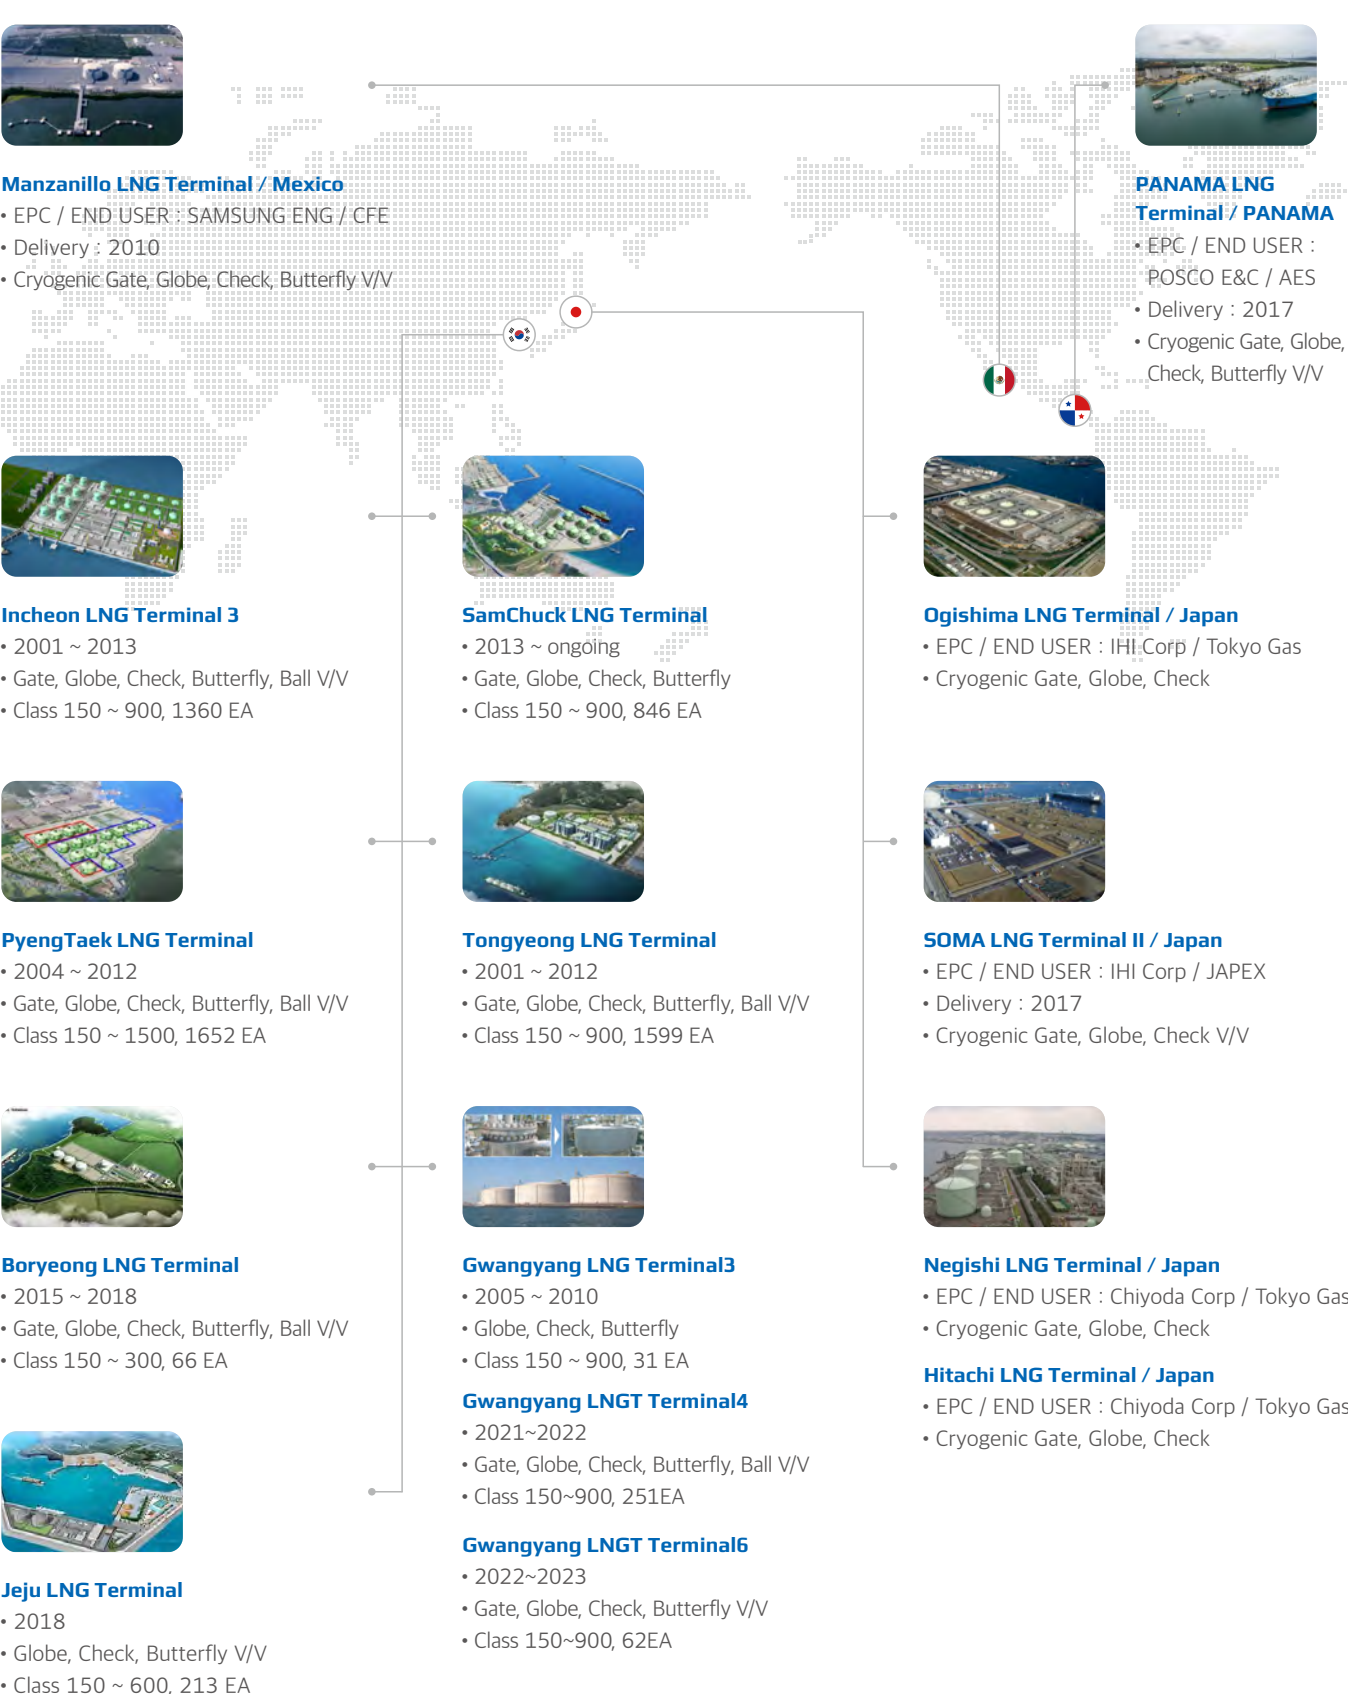 Manzanillo LNG Terminal / Mexico
• EPC / END USER : SAMSUNG ENG / CFE
• Delivery : 2010
• Cryogenic Gate, Globe, Check, Butterfly V/V
PANAMA LNG
Terminal / PANAMA
• EPC / END USER :
POSCO E&C / AES
• Delivery : 2017
• Cryogenic Gate, Globe,
Check, Butterfly V/V
Incheon LNG Terminal 3
• 2001 ~ 2013
• Gate, Globe, Check, Butterfly, Ball V/V
• Class 150 ~ 900, 1360 EA
SamChuck LNG Terminal
• 2013 ~ ongoing
• Gate, Globe, Check, Butterfly
• Class 150 ~ 900, 846 EA
Ogishima LNG Terminal / Japan
• EPC / END USER : IHI Corp / Tokyo Gas
• Cryogenic Gate, Globe, Check
PyengTaek LNG Terminal
• 2004 ~ 2012
• Gate, Globe, Check, Butterfly, Ball V/V
• Class 150 ~ 1500, 1652 EA
Tongyeong LNG Terminal
• 2001 ~ 2012
• Gate, Globe, Check, Butterfly, Ball V/V
• Class 150 ~ 900, 1599 EA
SOMA LNG Terminal II / Japan
• EPC / END USER : IHI Corp / JAPEX
• Delivery : 2017
• Cryogenic Gate, Globe, Check V/V
Boryeong LNG Terminal
• 2015 ~ 2018
• Gate, Globe, Check, Butterfly, Ball V/V
• Class 150 ~ 300, 66 EA
Gwangyang LNG Terminal3
• 2005 ~ 2010
• Globe, Check, Butterfly
• Class 150 ~ 900, 31 EA
Gwangyang LNGT Terminal4
• 2021~2022
• Gate, Globe, Check, Butterfly, Ball V/V
• Class 150~900, 251EA
Gwangyang LNGT Terminal6
• 2022~2023
• Gate, Globe, Check, Butterfly V/V
• Class 150~900, 62EA
Negishi LNG Terminal / Japan
• EPC / END USER : Chiyoda Corp / Tokyo Gas
• Cryogenic Gate, Globe, Check
Hitachi LNG Terminal / Japan
• EPC / END USER : Chiyoda Corp / Tokyo Gas
• Cryogenic Gate, Globe, Check
Jeju LNG Terminal
• 2018
• Globe, Check, Butterfly V/V
• Class 150 ~ 600, 213 EA